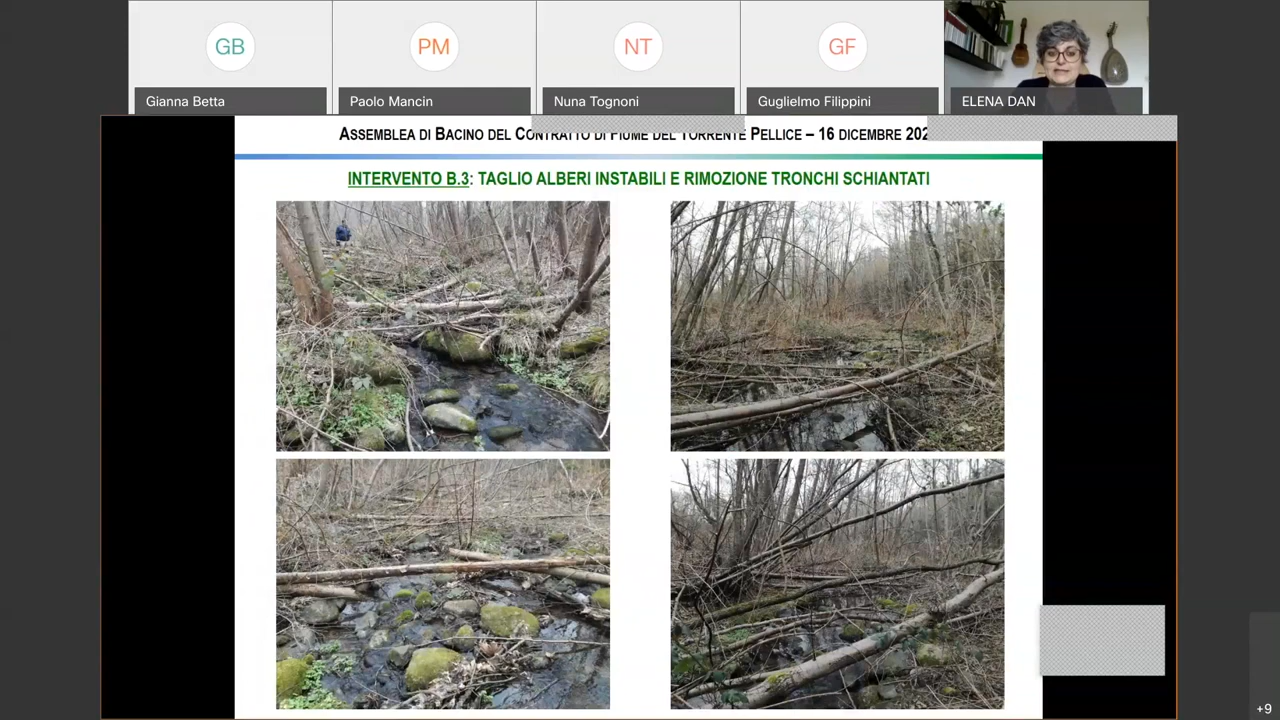 GB
PM
NT
GF
Gianna Betta
Paolo Mancin
Nuna Tognoni
Guglielmo Filippini
ELENA DAN
ASSEMBLEA DI BACINO DEL CONTRATTO DI FIUME DEL TORRENTE PELLICE – 16 DICEMBRE
INTERVENTO B.3: TAGLIO ALBERI INSTABILI E RIMOZIONE TRONCHI SCHIANTATI
+9